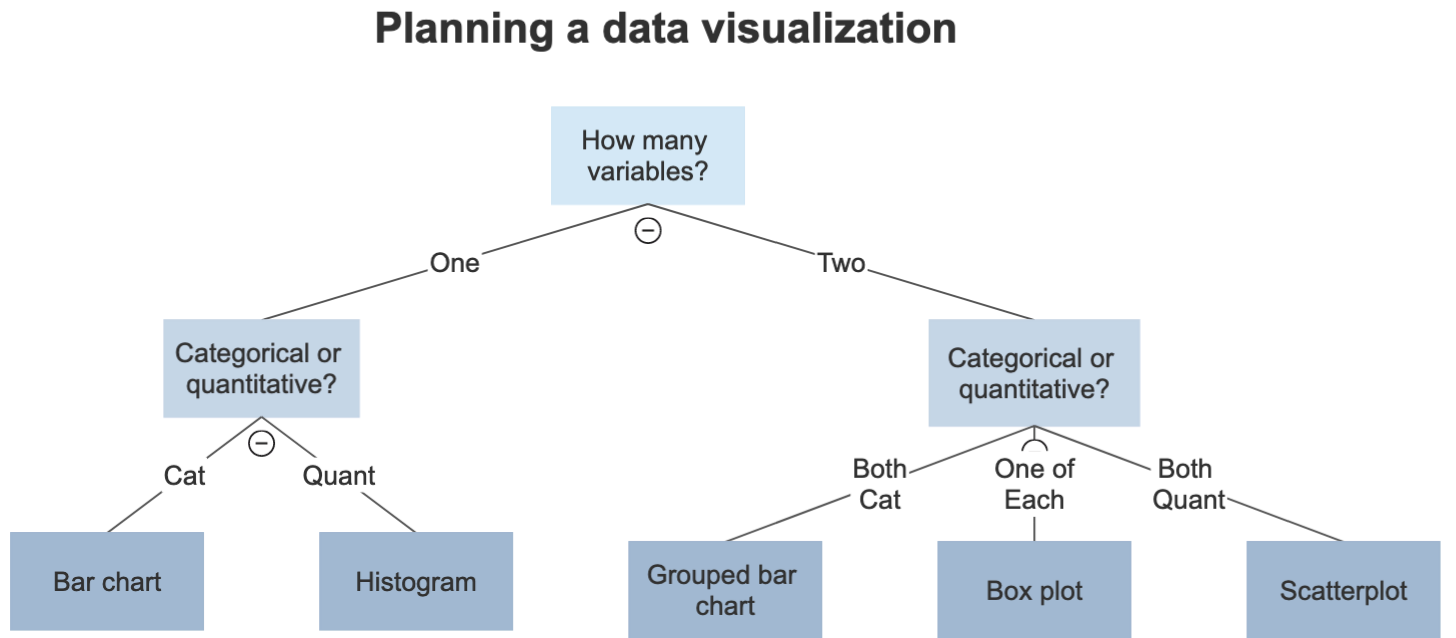 Planning a data visualization
How many
variables?
One
Two
Categorical or
quantitative?
Categorical or
quantitative?
Cat
Quant
Both
Cat
One of
Each
Both
Quant
Bar chart
Histogram
Grouped bar
chart
Box plot
Scatterplot